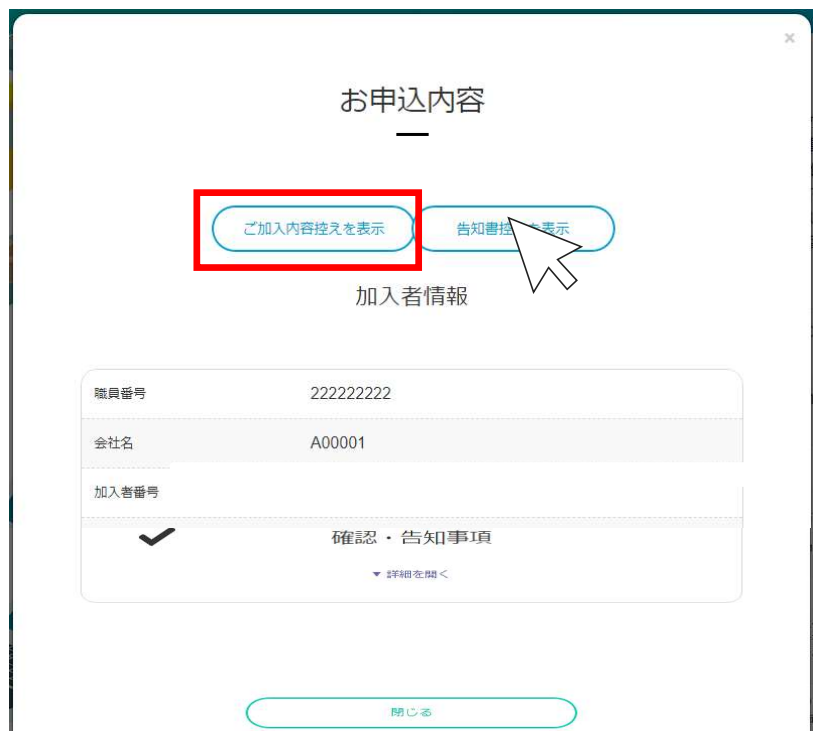 ×
お申込内容
ご加入内容控えを表示 告知書控 表示
加入者情報
職員番号 222222222
会社名 A00001
加入者番号
確認・告知事項
▼ 詳細を開く
閉じる